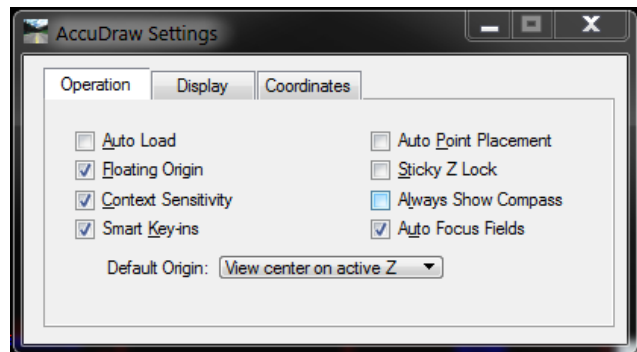 AccuDraw Settings
Operation Display Coordinates
Auto Load Auto Point Placement
Floating Origin Sticky Z Lock
Context Sensitivity Always Show Compass
Smart Key-ins Auto Focus Fields
Default Origin: View center on active Z